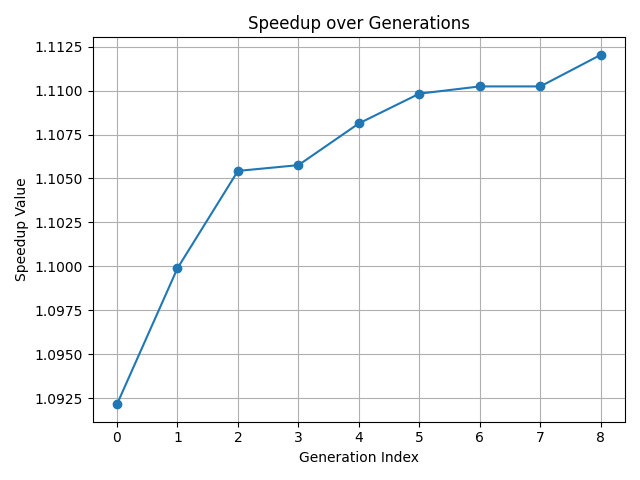 Speedup over Generations
1.1125
1.1100
1.1075
1.1050
1.1025
1.1000
1.0975
1.0950
1.0925
Speedup Value
0 1 2 3 4 5 6 7 8
Generation Index